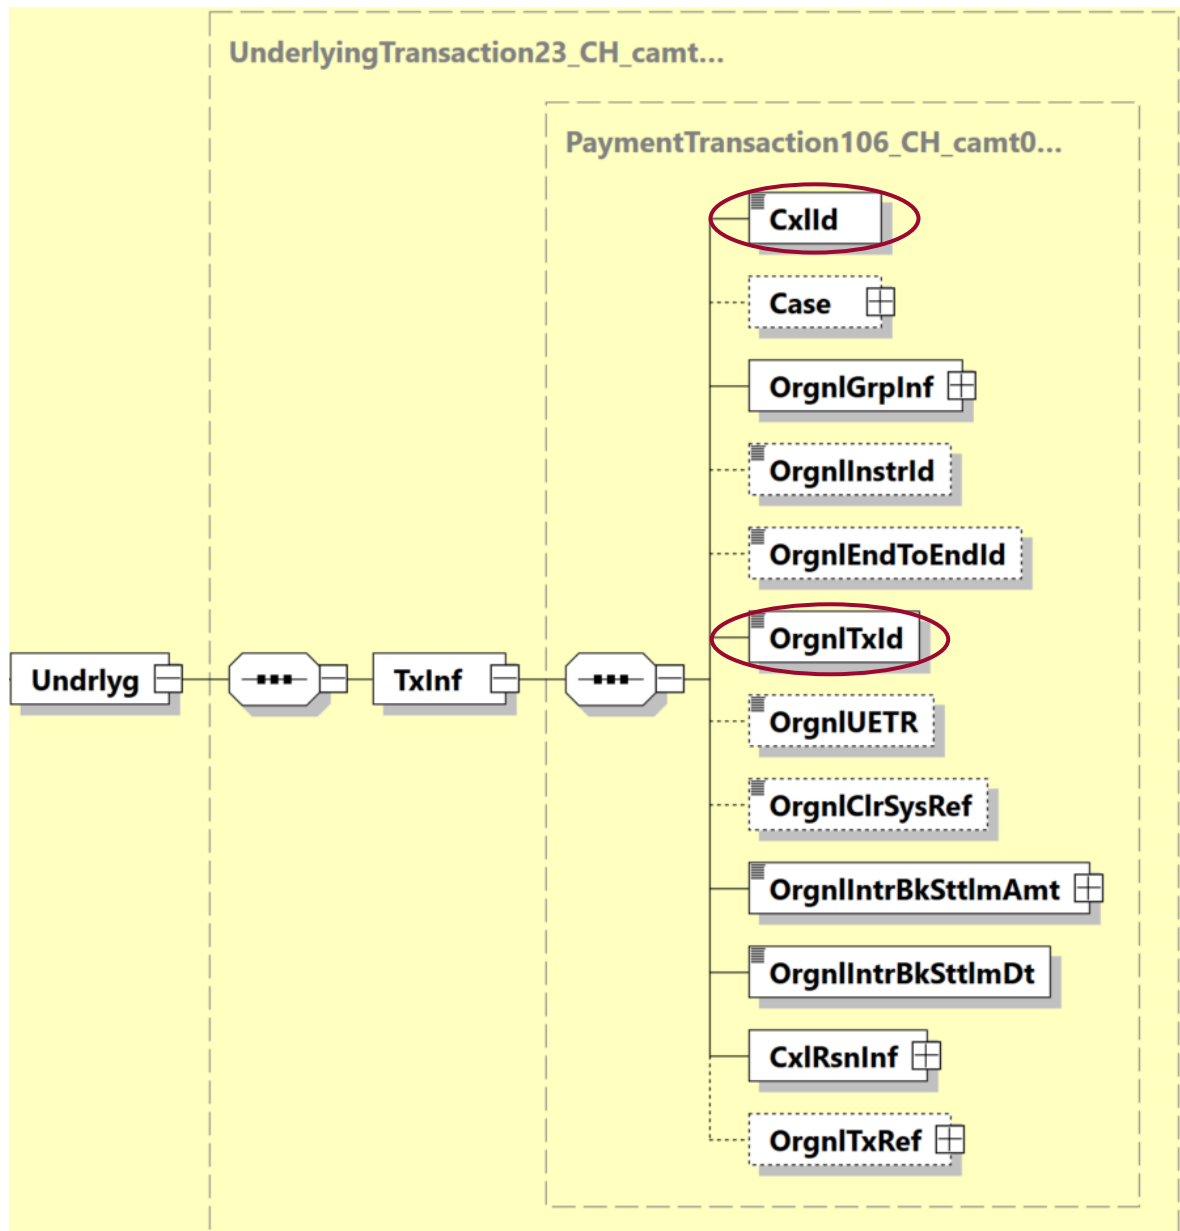 UnderlyingTransaction23_CH_camt...
PaymentTransaction106_CH_camt0...
CxlId
Case
OrgnlGrpInf
OrgnlInstrId
OrgnlEndToEndId
OrgnlTxId
Undrlyg
TxInf
OrgnlUETR
OrgnlClrSysRef
OrgnlIntrBkSttlmAmt
OrgnlIntrBkSttlmDt
CxlRsnInf
OrgnlTxRef